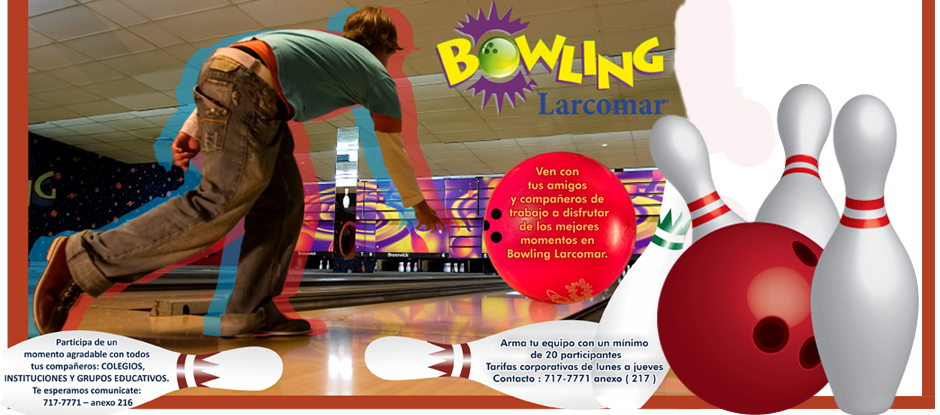 BOWLING
Larcomar
Ven con
tus amigos
y compañeros de
trabajo a disfrutar
de los mejores
momentos en
Bowling Larcomar.
Participa de un
momento agradable con todos
tus compañeros: COLEGIOS,
INSTITUCIONES Y GRUPOS EDUCATIVOS.
Te esperamos comunicate:
717-7771 – anexo 216
Arma tu equipo con un mínimo
de 20 participantes
Tarifas corporativas de lunes a jueves
Contacto : 717-7771 anexo ( 217 )
Brunswick